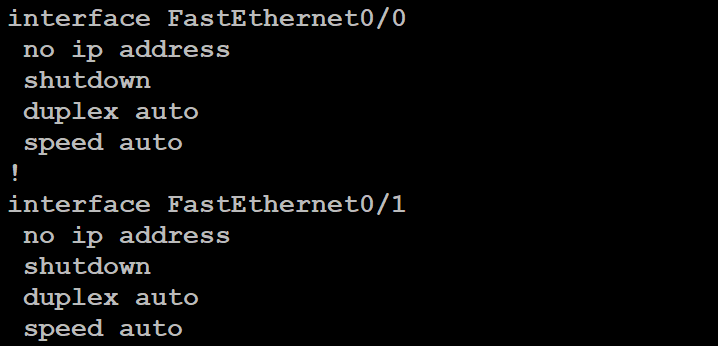 interface FastEthernet0/0
 no ip address
 shutdown
 duplex auto
 speed auto
!
interface FastEthernet0/1
 no ip address
 shutdown
 duplex auto
 speed auto